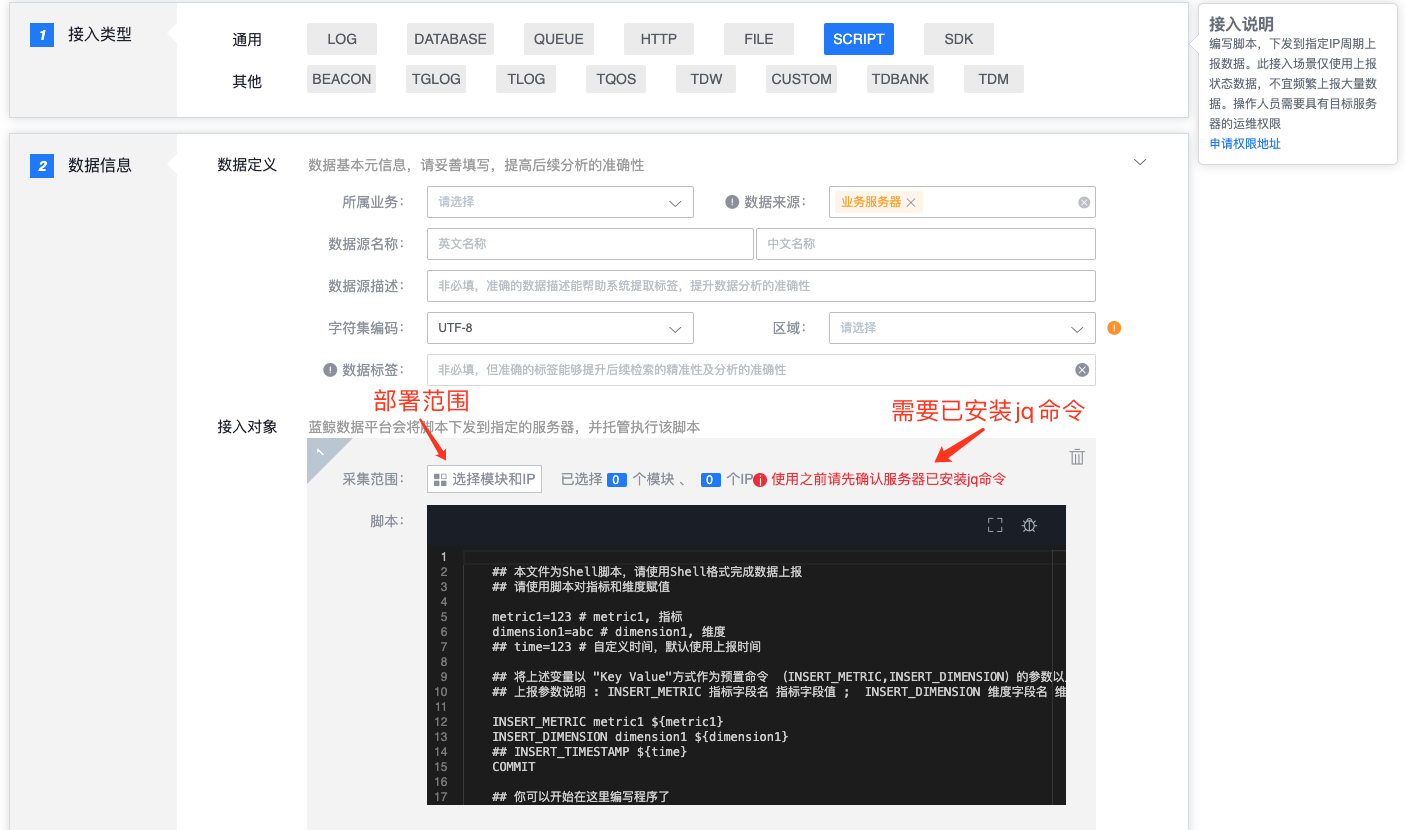 1 接入类型
通用 LOG DATABASE QUEUE HTTP FILE SCRIPT SDK
其他 BEACON TGLOG TLOG TQOS TDW CUSTOM TDBANK TDM
接入说明
编写脚本，下发到指定IP周期上
报数据。此接入场景仅使用上报
状态数据，不宜频繁上报大量数
据。操作人员需要具有目标服务
器的运维权限
申请权限地址
2 数据信息
数据定义 数据基本元信息，请妥善填写，提高后续分析的准确性
所属业务： 请选择 数据来源： 业务服务器
数据源名称： 英文名称 中文名称
数据源描述： 非必填，准确的数据描述能帮助系统提取标签，提升数据分析的准确性
字符集编码： UTF-8 区域： 请选择
数据标签： 非必填，但准确的标签能够提升后续检索的精准性及分析的准确性
部署范围 需要已安装jq 命令
接入对象 蓝鲸数据平台会将脚本下发到指定的服务器，并托管执行该脚本
1
采集范围： 选择模块和IP 已选择 0 个模块 、 0 个IP 使用之前请先确认服务器已安装jq命令
脚本：
1
2 ## 本文件为Shell脚本，请使用Shell格式完成数据上报
3 ## 请使用脚本对指标和维度赋值
4
5 metric1=123 # metric1, 指标
6 dimension1=abc # dimension1, 维度
7 ## time=123 # 自定义时间，默认使用上报时间
8
9 ## 将上述变量以 "Key Value"方式作为预置命令 （INSERT_METRIC,INSERT_DIMENSION）的参数以
10 ## 上报参数说明 : INSERT_METRIC 指标字段名 指标字段值 ; INSERT_DIMENSION 维度字段名 维
11
12 INSERT_METRIC metric1 ${metric1}
13 INSERT_DIMENSION dimension1 ${dimension1}
14 ## INSERT_TIMESTAMP ${time}
15 COMMIT
16
17 ## 你可以开始在这里编写程序了